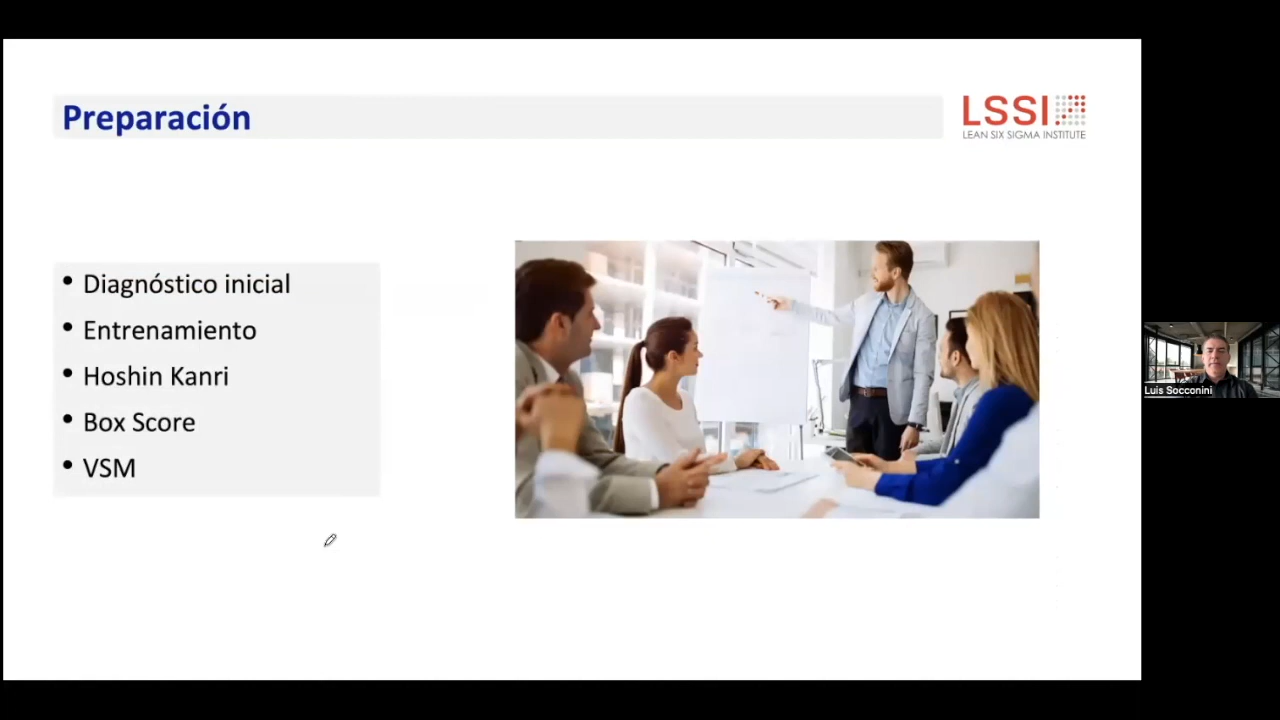 Preparación
LSSI
LEAN SIX SIGMA INSTITUTE
• Diagnóstico inicial
• Entrenamiento
• Hoshin Kanri
• Box Score
• VSM
Luis Socconini